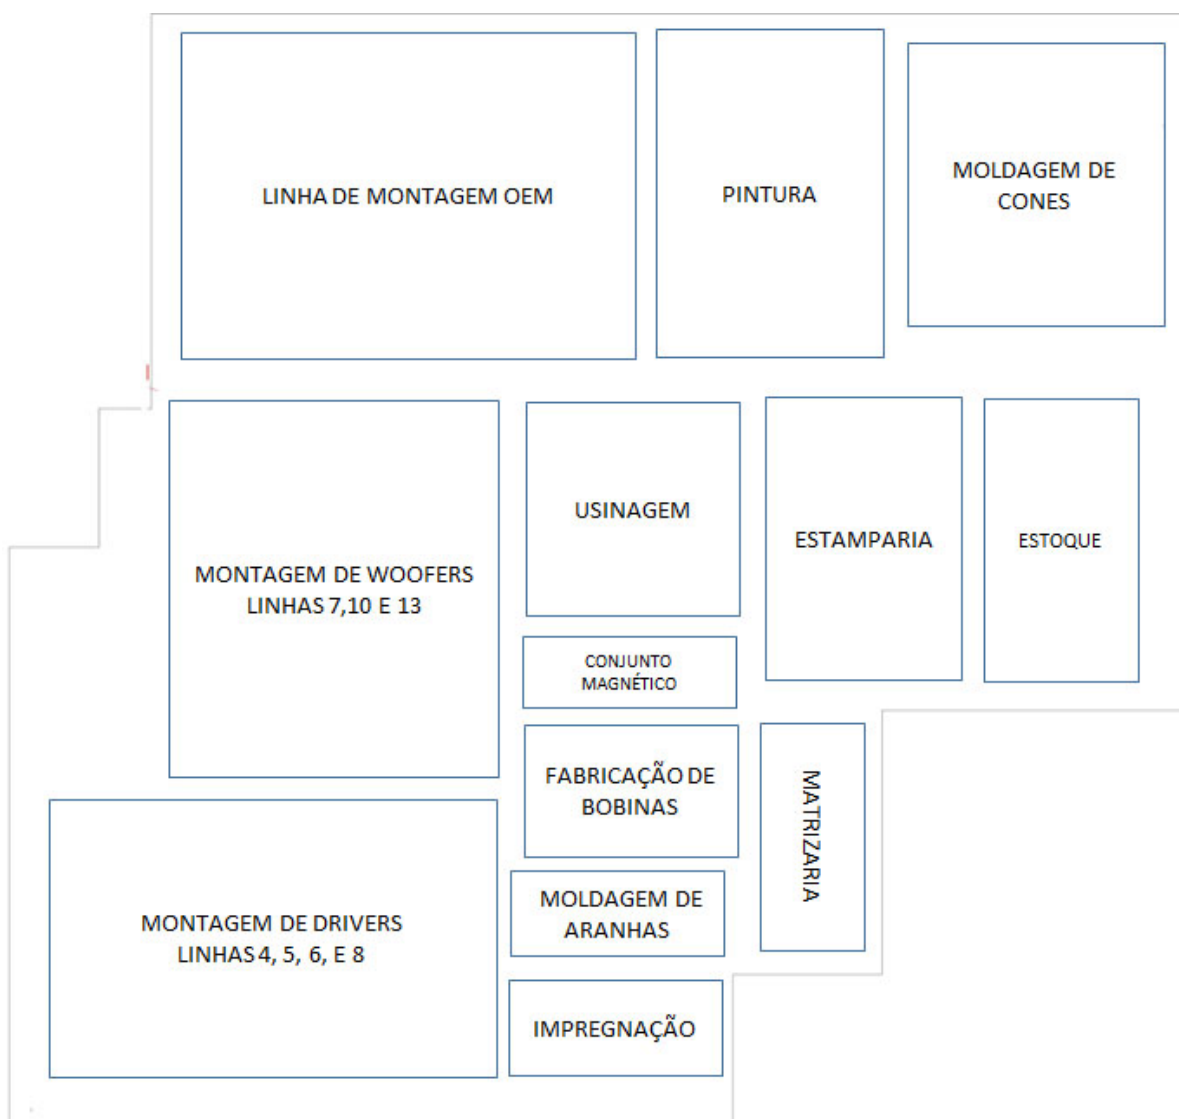 LINHA DE MONTAGEM OEM
PINTURA
MOLDAGEM DE
CONES
MONTAGEM DE WOOFERS
LINHAS 7,10 E 13
USINAGEM
ESTAMPARIA
ESTOQUE
CONJUNTO
MAGNÉTICO
FABRICAÇÃO DE
BOBINAS
MATRIZARIA
MOLDAGEM DE
ARANHAS
MONTAGEM DE DRIVERS
LINHAS 4, 5, 6, E 8
IMPREGNAÇÃO